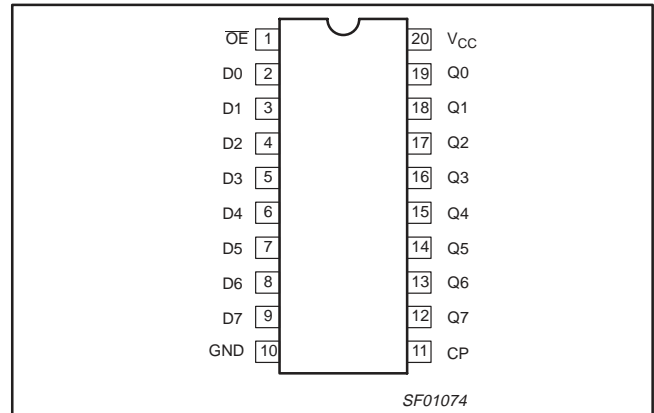 O̅E̅ 1 20 VCC
D0 2 19 Q0
D1 3 18 Q1
D2 4 17 Q2
D3 5 16 Q3
D4 6 15 Q4
D5 7 14 Q5
D6 8 13 Q6
D7 9 12 Q7
GND 10 11 CP
SF01074